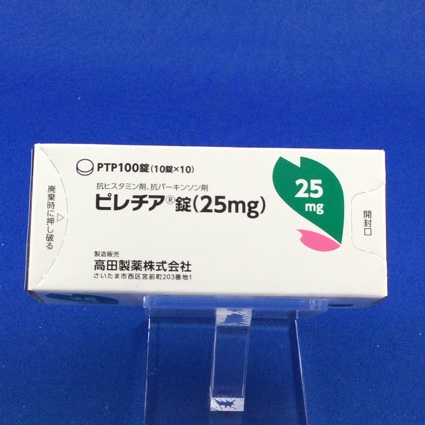 PTP100錠(10錠×10)
抗ヒスタミン剤、抗パーキンソン剤
ピレチア®錠(25mg)
25
mg
開封口
廃棄時に押し破る
製造販売
高田製薬株式会社
さいたま市西区宮前町203番地1
25